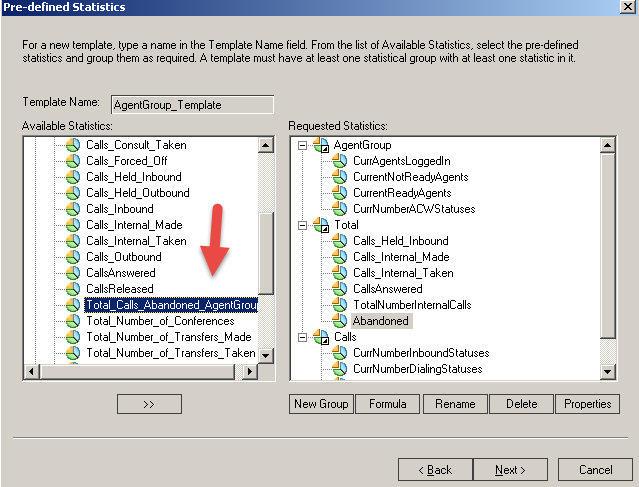 Pre-defined Statistics
For a new template, type a name in the Template Name field. From the list of Available Statistics, select the pre-defined
statistics and group them as required. A template must have at least one statistical group with at least one statistic in it.
Template Name: AgentGroup_Template
Available Statistics:
Calls_Consult_Taken
Calls_Forced_Off
Calls_Held_Inbound
Calls_Held_Outbound
Calls_Inbound
Calls_Internal_Made
Calls_Internal_Taken
Calls_Outbound
CallsAnswered
CallsReleased
Total_Calls_Abandoned_AgentGroup
Total_Number_of_Conferences
Total_Number_of_Transfers_Made
Total_Number_of_Transfers_Taken
>>
Requested Statistics:
AgentGroup
CurrAgentsLoggedIn
CurrentNotReadyAgents
CurrentReadyAgents
CurrNumberACWStatuses
Total
Calls_Held_Inbound
Calls_Internal_Made
Calls_Internal_Taken
CallsAnswered
TotalNumberInternalCalls
Abandoned
Calls
CurrNumberInboundStatuses
CurrNumberDialingStatuses
New Group Formula Rename Delete Properties
< Back Next > Cancel